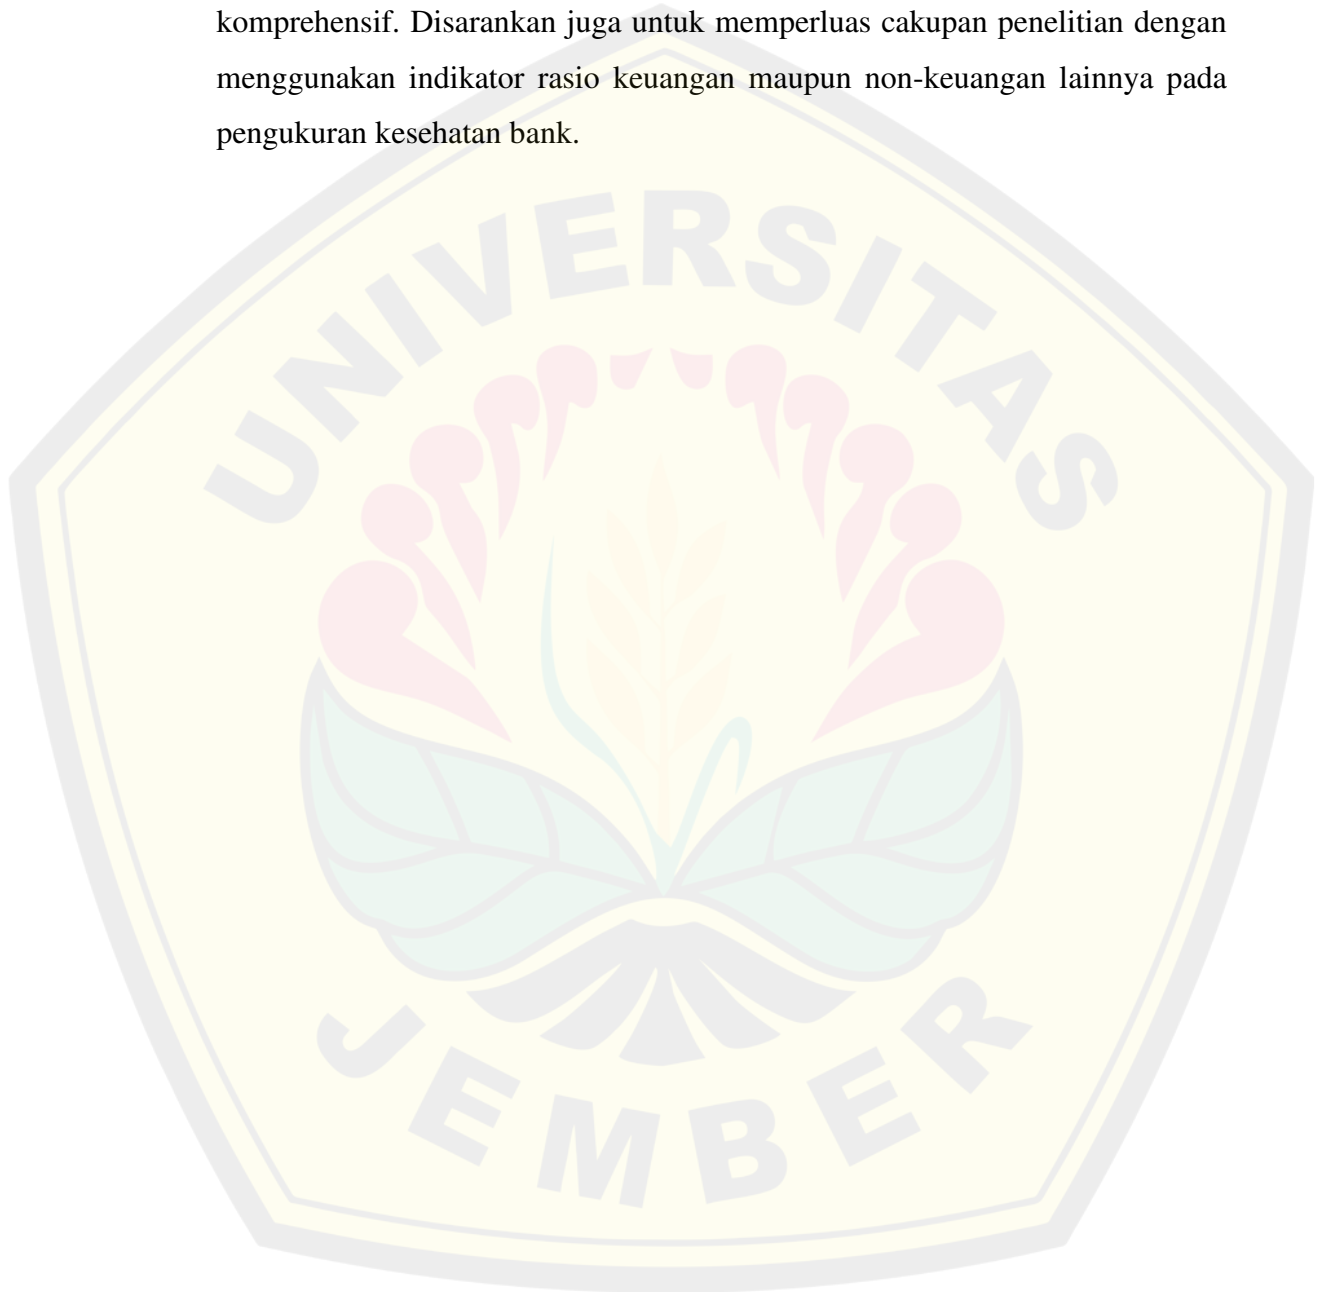 komprehensif. Disarankan juga untuk memperluas cakupan penelitian dengan
menggunakan indikator rasio keuangan maupun non-keuangan lainnya pada
pengukuran kesehatan bank.
UNIVERSITAS
JEMBER